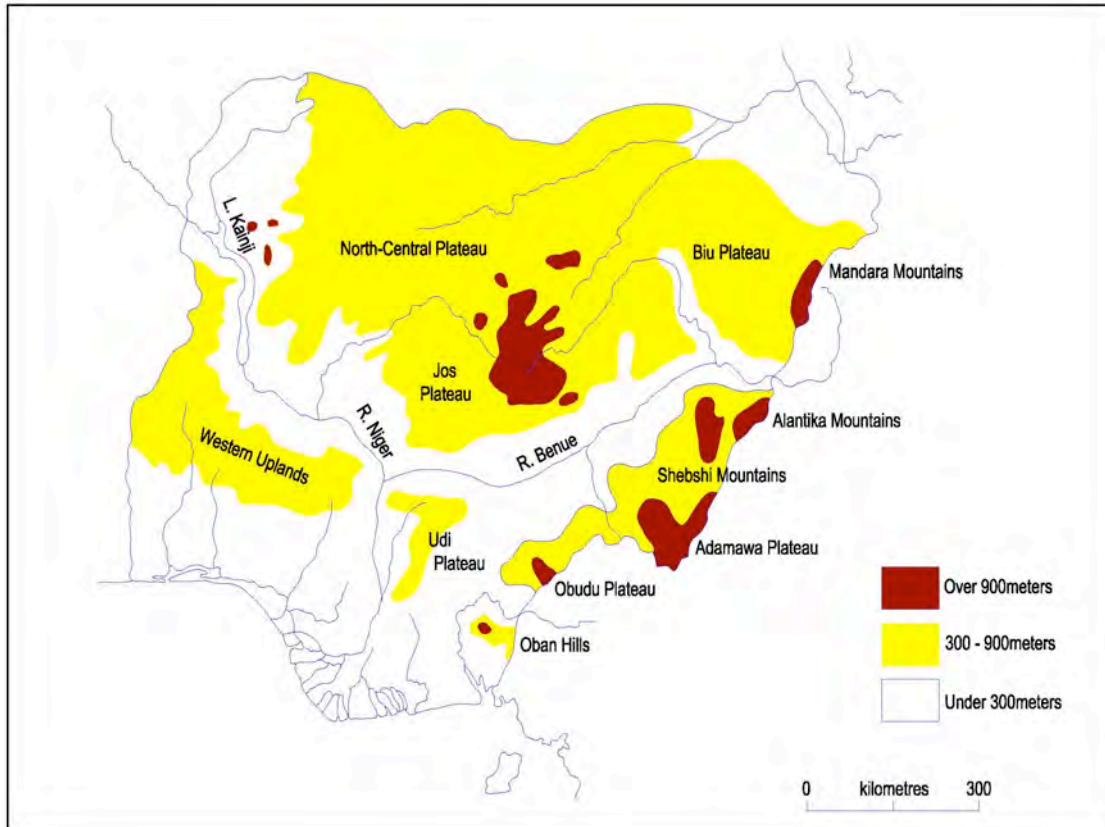 L. Kainji
North-Central Plateau
Biu Plateau
Mandara Mountains
Jos
Plateau
Alantika Mountains
R. Niger
R. Benue
Western Uplands
Shebshi Mountains
Udi
Plateau
Adamawa Plateau
Obudu Plateau
Oban Hills
Over 900meters
300 - 900meters
Under 300meters
0 kilometres 300